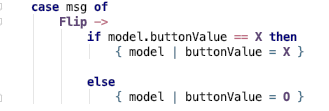 case msg of
Flip ->
if model.buttonValue == X then
{ model | buttonValue = X }
else
{ model | buttonValue = O }